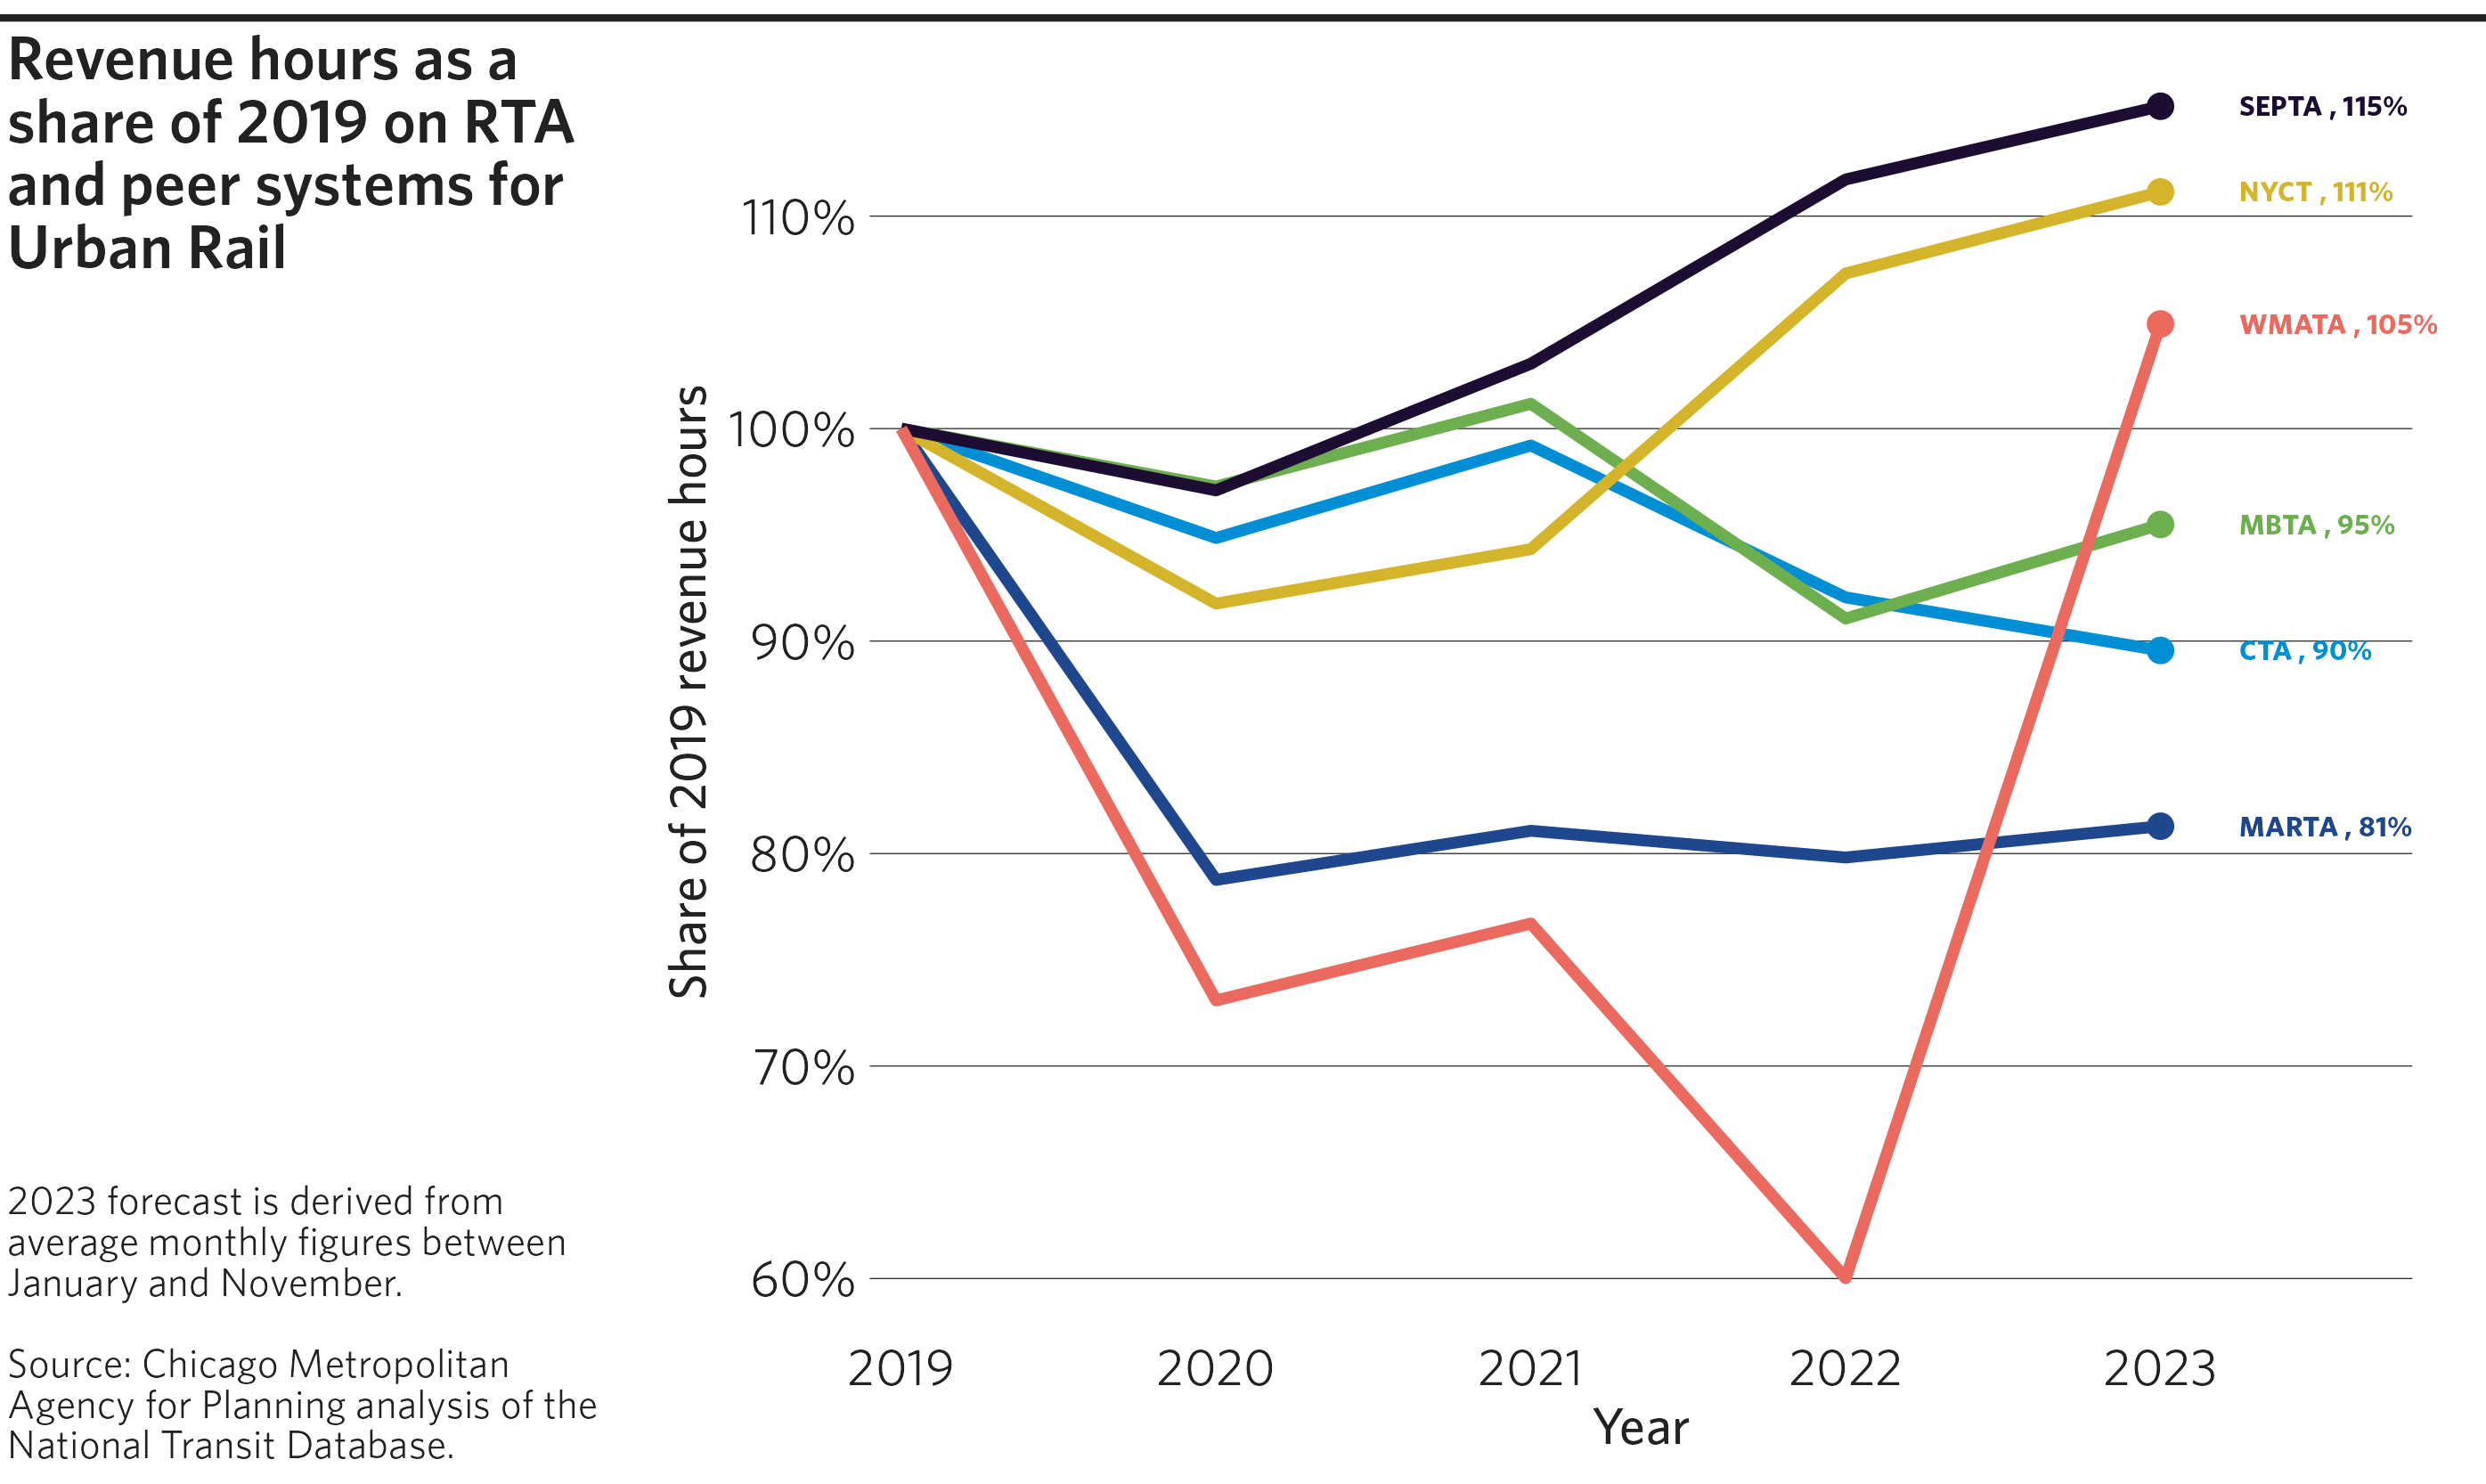 Revenue hours as a
share of 2019 on RTA
and peer systems for
Urban Rail
SEPTA , 115%
NYCT , 111%
110%
WMATA , 105%
100%
MBTA , 95%
90%
CTA , 90%
MARTA , 81%
80%
70%
60%
Share of 2019 revenue hours
2019 2020 2021 2022 2023
Year
2023 forecast is derived from
average monthly figures between
January and November.
Source: Chicago Metropolitan
Agency for Planning analysis of the
National Transit Database.